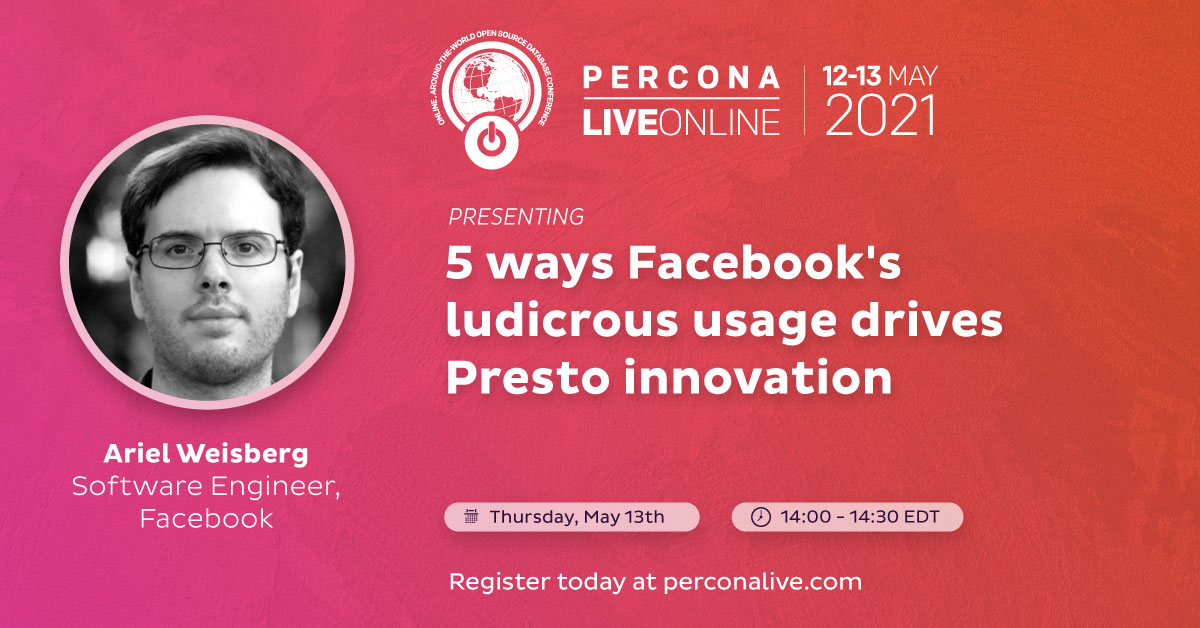 ONLINE, AROUND-THE-WORLD OPEN SOURCE DATABASE CONFERENCE
PERCONA
LIVEONLINE
12-13 MAY
2021
PRESENTING
5 ways Facebook's
ludicrous usage drives
Presto innovation
Ariel Weisberg
Software Engineer,
Facebook
Thursday, May 13th
14:00 - 14:30 EDT
Register today at perconalive.com